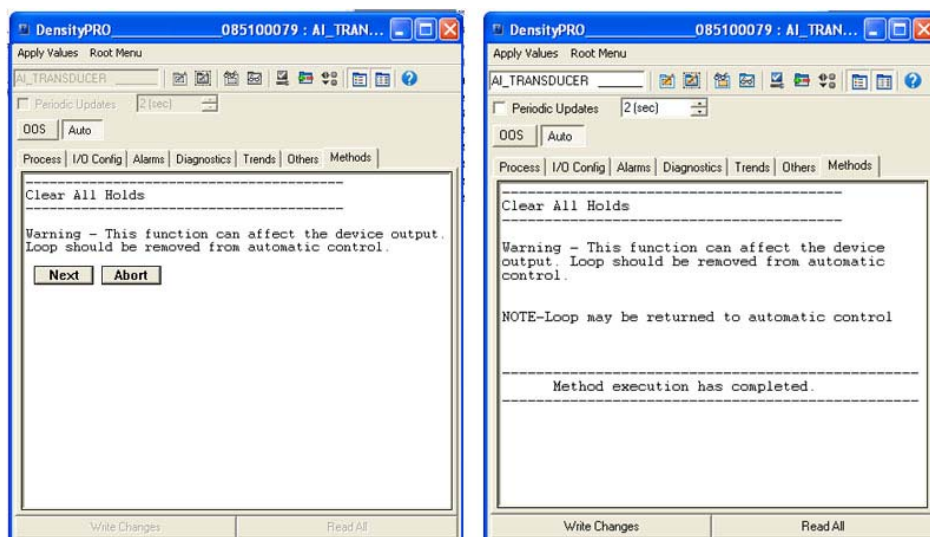 DensityPRO__________085100079 : AI_TRAN...
Apply Values Root Menu
AI_TRANSDUCER
Periodic Updates 2 (sec)
OOS Auto
Process I/O Config Alarms Diagnostics Trends Others Methods
Clear All Holds
Warning - This function can affect the device output.
Loop should be removed from automatic control.
Next Abort
Write Changes Read All
DensityPRO__________085100079 : AI_TRAN...
Apply Values Root Menu
AI_TRANSDUCER ______
Periodic Updates 2 (sec)
OOS Auto
Process I/O Config Alarms Diagnostics Trends Others Methods
Clear All Holds
Warning - This function can affect the device
output. Loop should be removed from automatic
control.
NOTE-Loop may be returned to automatic control
Method execution has completed.
Write Changes Read All